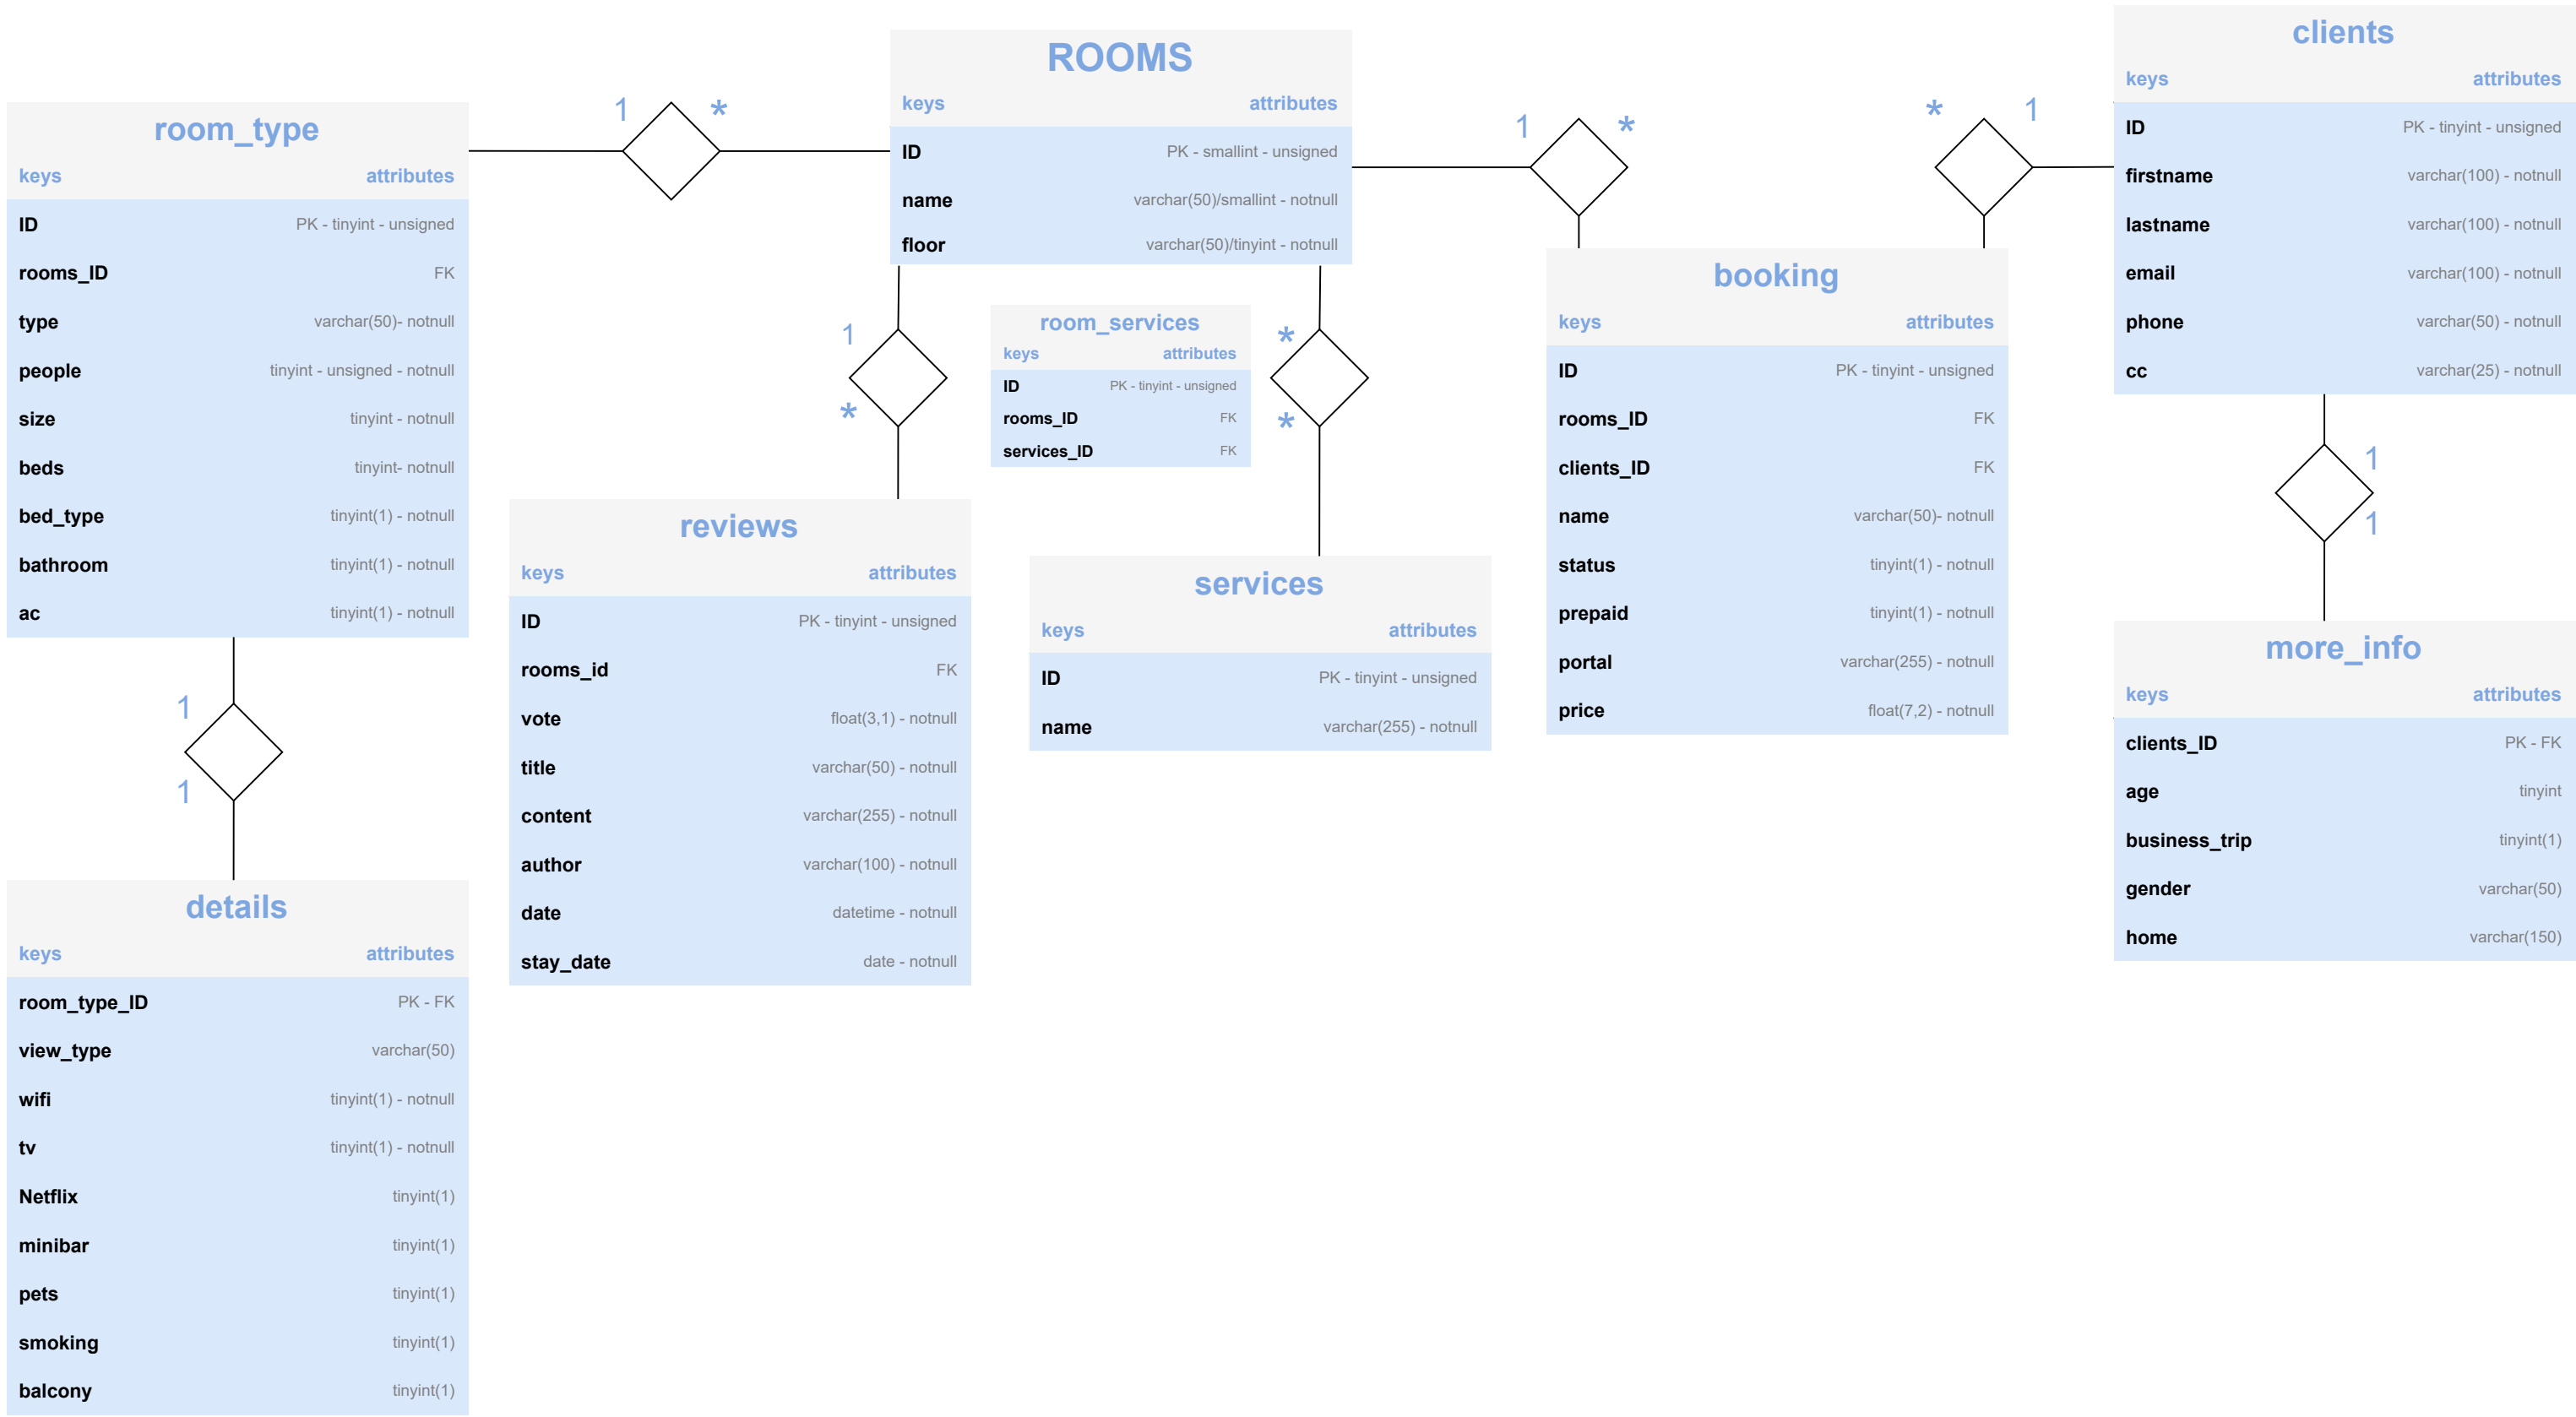 room_type
keys attributes
ID PK - tinyint - unsigned
rooms_ID FK
type varchar(50)- notnull
people tinyint - unsigned - notnull
size tinyint - notnull
beds tinyint- notnull
bed_type tinyint(1) - notnull
bathroom tinyint(1) - notnull
ac tinyint(1) - notnull
1
1
details
keys attributes
room_type_ID PK - FK
view_type varchar(50)
wifi tinyint(1) - notnull
tv tinyint(1) - notnull
Netflix tinyint(1)
minibar tinyint(1)
pets tinyint(1)
smoking tinyint(1)
balcony tinyint(1)
1 *
ROOMS
keys attributes
ID PK - smallint - unsigned
name varchar(50)/smallint - notnull
floor varchar(50)/tinyint - notnull
1
*
reviews
keys attributes
ID PK - tinyint - unsigned
rooms_id FK
vote float(3,1) - notnull
title varchar(50) - notnull
content varchar(255) - notnull
author varchar(100) - notnull
date datetime - notnull
stay_date date - notnull
room_services
keys attributes
ID PK - tinyint - unsigned
rooms_ID FK
services_ID FK
*
*
services
keys attributes
ID PK - tinyint - unsigned
name varchar(255) - notnull
1 *
booking
keys attributes
ID PK - tinyint - unsigned
rooms_ID FK
clients_ID FK
name varchar(50)- notnull
status tinyint(1) - notnull
prepaid tinyint(1) - notnull
portal varchar(255) - notnull
price float(7,2) - notnull
* 1
clients
keys attributes
ID PK - tinyint - unsigned
firstname varchar(100) - notnull
lastname varchar(100) - notnull
email varchar(100) - notnull
phone varchar(50) - notnull
cc varchar(25) - notnull
1
1
more_info
keys attributes
clients_ID PK - FK
age tinyint
business_trip tinyint(1)
gender varchar(50)
home varchar(150)